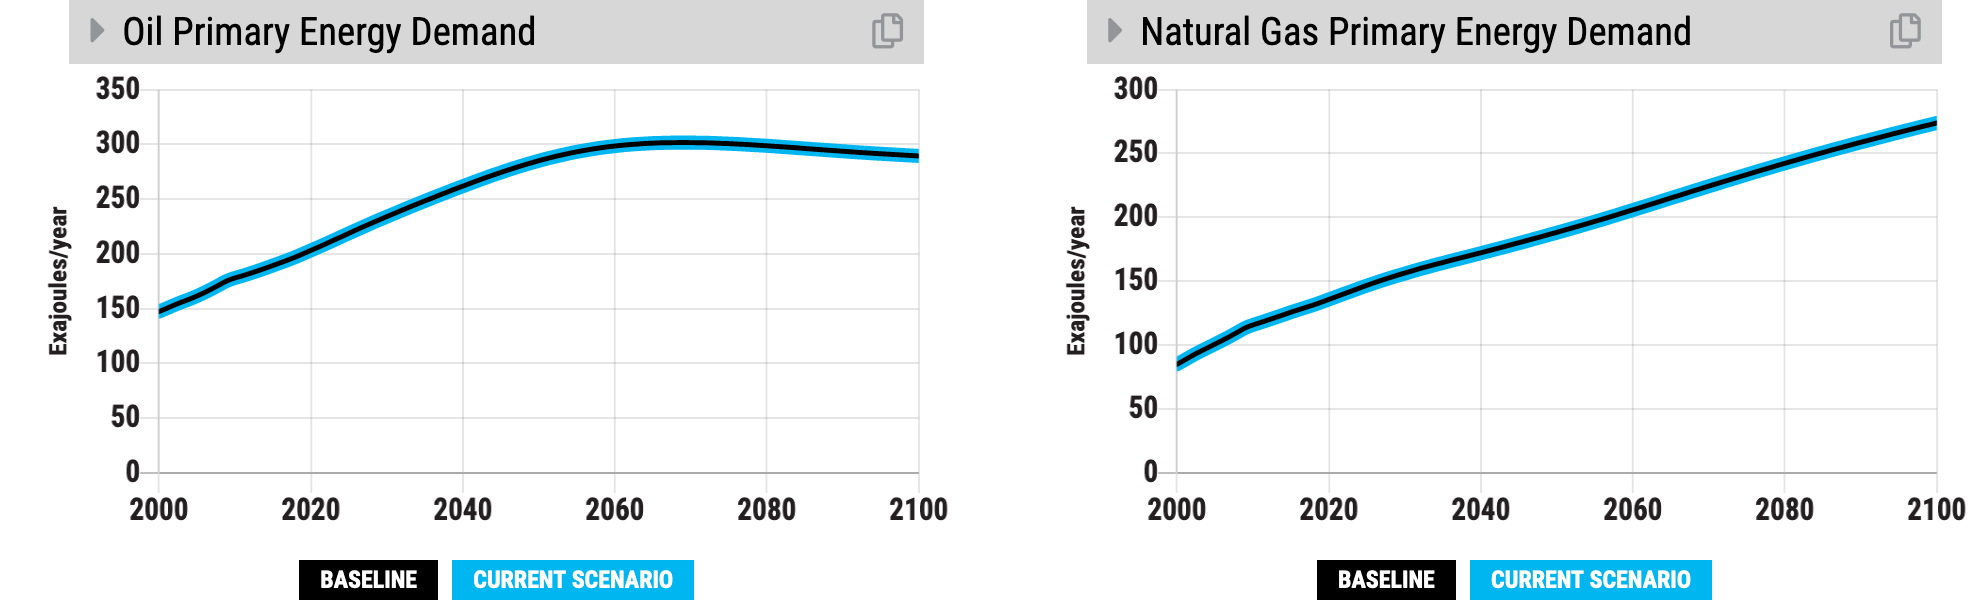 Oil Primary Energy Demand
350
300
250
200
150
100
50
0
Exajoules/year
2000 2020 2040 2060 2080 2100
BASELINE CURRENT SCENARIO
Natural Gas Primary Energy Demand
300
250
200
150
100
50
0
Exajoules/year
2000 2020 2040 2060 2080 2100
BASELINE CURRENT SCENARIO